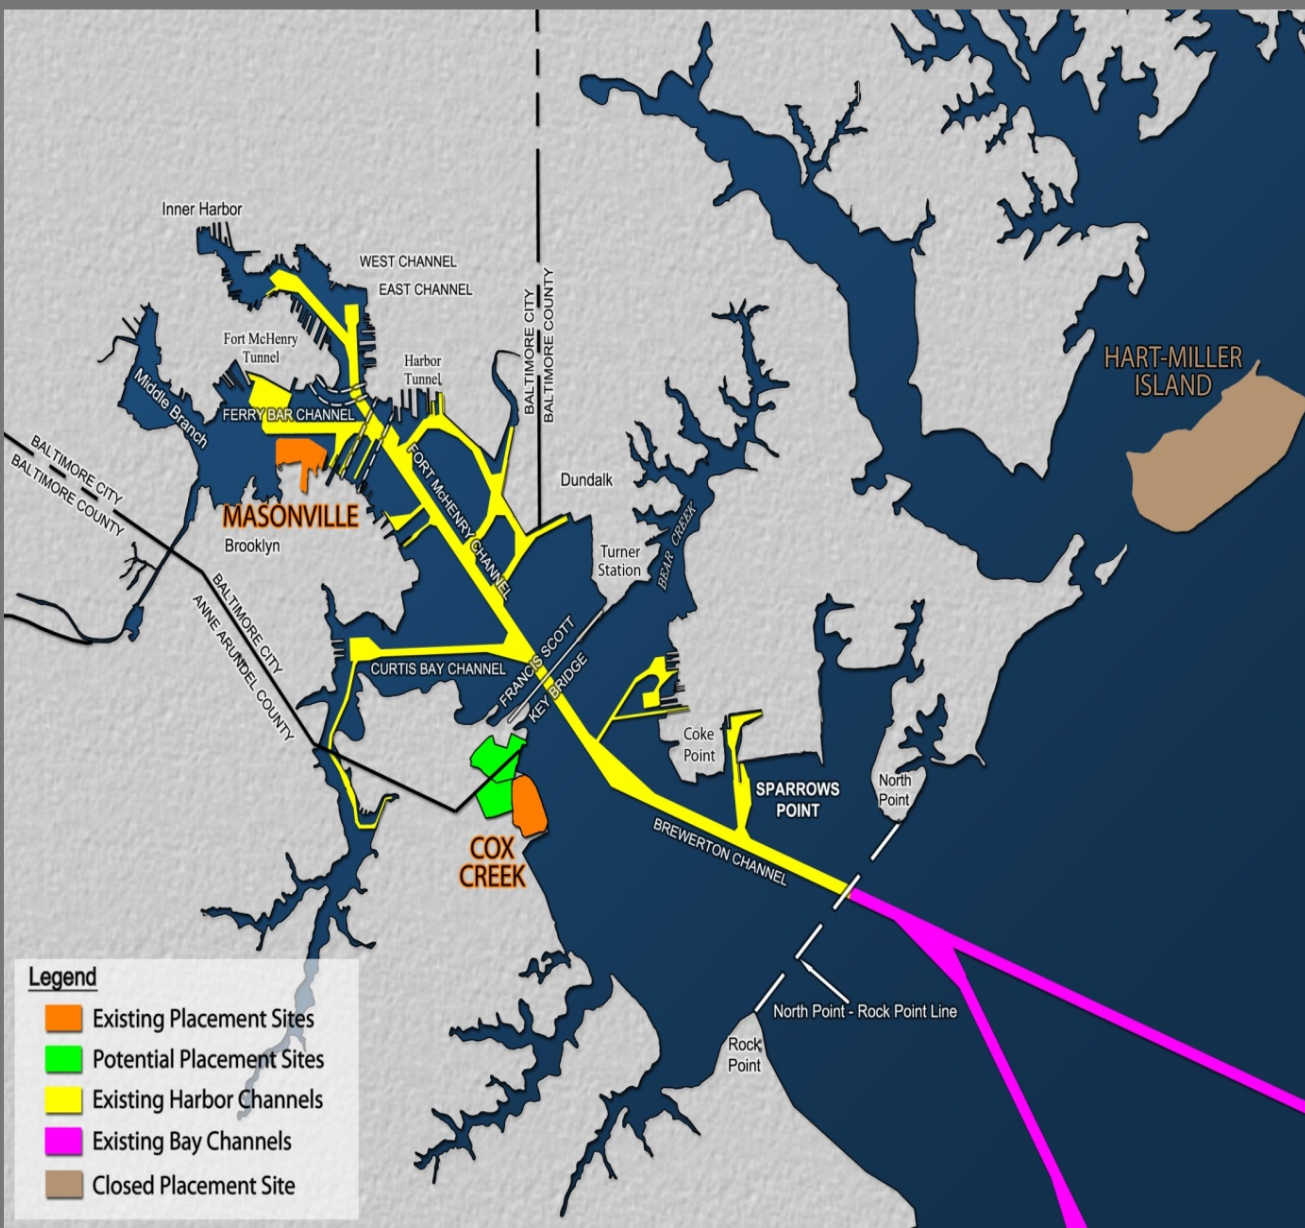 Inner Harbor
WEST CHANNEL
EAST CHANNEL
BALTIMORE CITY
BALTIMORE COUNTY
Fort McHenry
Tunnel
Harbor
Tunnel
HART-MILLER
ISLAND
Middle Branch
FERRY BAR CHANNEL
BALTIMORE CITY
BALTIMORE COUNTY
FORT McHENRY CHANNEL
Dundalk
MASONVILLE
Brooklyn
Turner
Station
BEAR CREEK
BALTIMORE CITY
ANNE ARUNDEL COUNTY
FRANCIS SCOTT
KEY BRIDGE
CURTIS BAY CHANNEL
Coke
Point
SPARROWS
POINT
North
Point
BREWERTON CHANNEL
COX
CREEK
North Point - Rock Point Line
Rock
Point
Legend
Existing Placement Sites
Potential Placement Sites
Existing Harbor Channels
Existing Bay Channels
Closed Placement Site